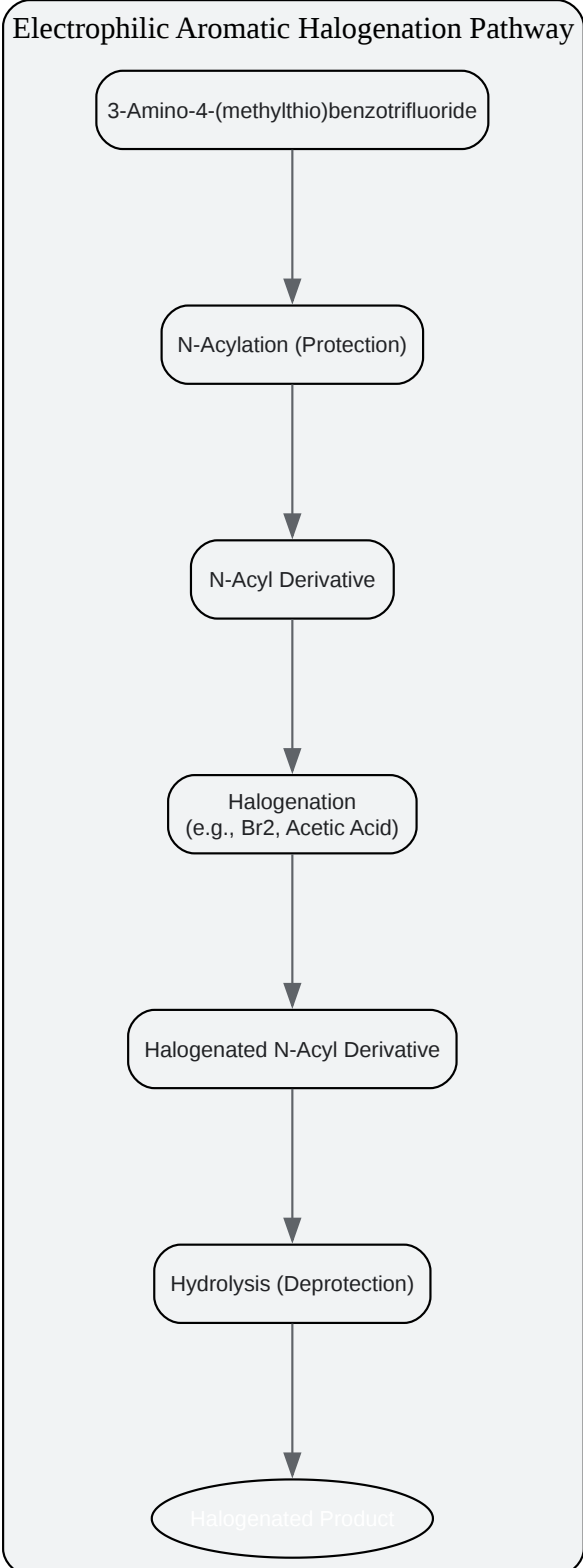 Electrophilic Aromatic Halogenation Pathway
3-Amino-4-(methylthio)benzotrifluoride
N-Acylation (Protection)
N-Acyl Derivative
Halogenation
(e.g., Br2, Acetic Acid)
Halogenated N-Acyl Derivative
Hydrolysis (Deprotection)
Halogenated Product